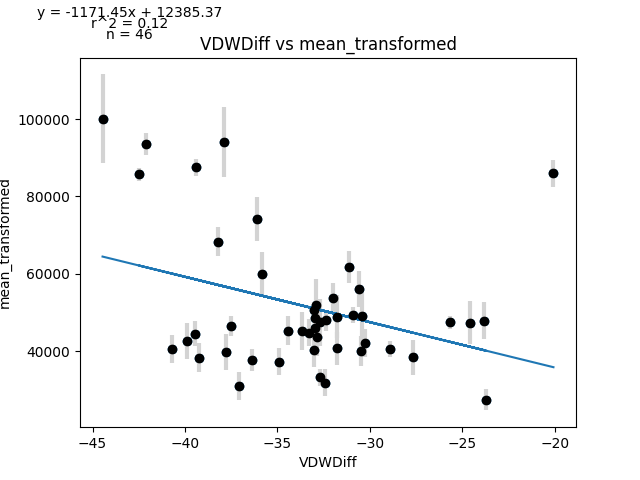 y = -1171.45x + 12385.37
r^2 = 0.12
n = 46
VDWDiff vs mean_transformed
100000
80000
60000
40000
mean_transformed
−45
−40
−35
−30
−25
−20
VDWDiff